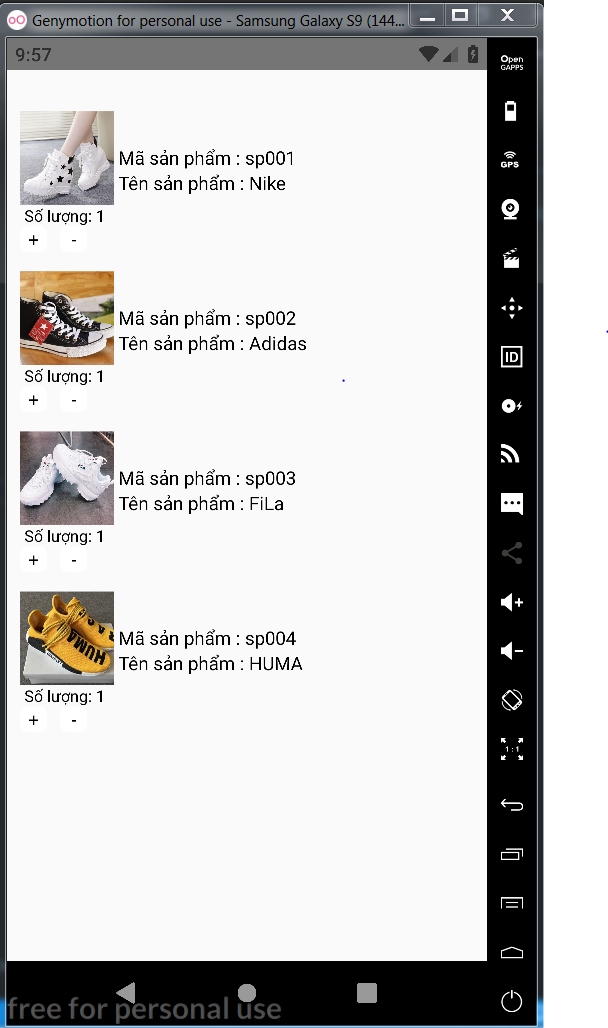 Genymotion for personal use - Samsung Galaxy S9 (144...
9:57
Open
GAPPS
GPS
ID
1 : 1
Mã sản phẩm : sp001
Tên sản phẩm : Nike
Số lượng: 1
+ -
Mã sản phẩm : sp002
Tên sản phẩm : Adidas
Số lượng: 1
+ -
Mã sản phẩm : sp003
Tên sản phẩm : FiLa
Số lượng: 1
+ -
HUMA
Mã sản phẩm : sp004
Tên sản phẩm : HUMA
Số lượng: 1
+ -
free for personal use